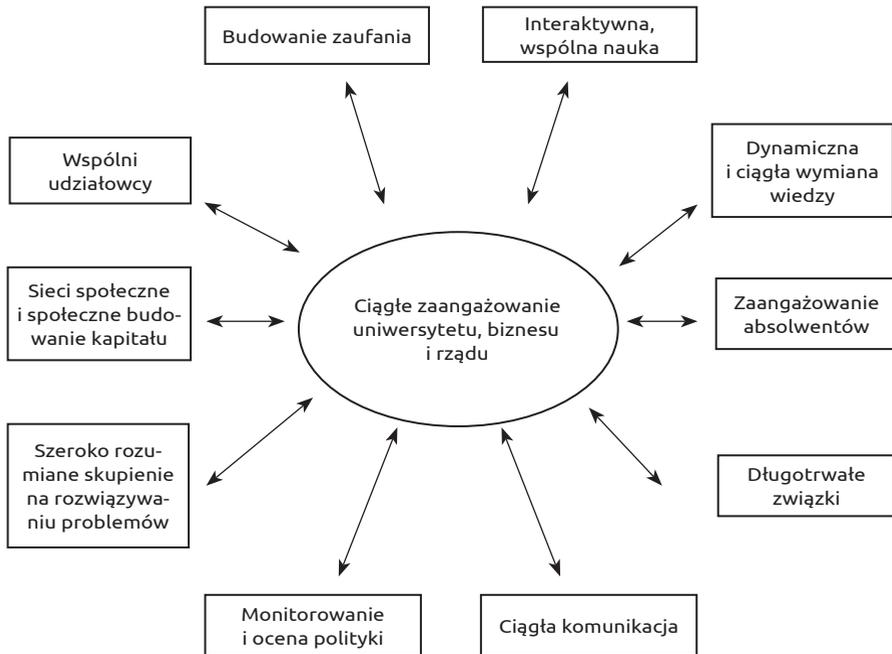 Budowanie zaufania
Interaktywna,
wspólna nauka
Wspólni
udziałowcy
Dynamiczna
i ciągła wymiana
wiedzy
Sieci społeczne
i społeczne budo-
wanie kapitału
Ciągłe zaangażowanie
uniwersytetu, biznesu
i rządu
Zaangażowanie
absolwentów
Szeroko rozu-
miane skupienie
na rozwiązywa-
niu problemów
Długotrwałe
związki
Monitorowanie
i ocena polityki
Ciągła komunikacja